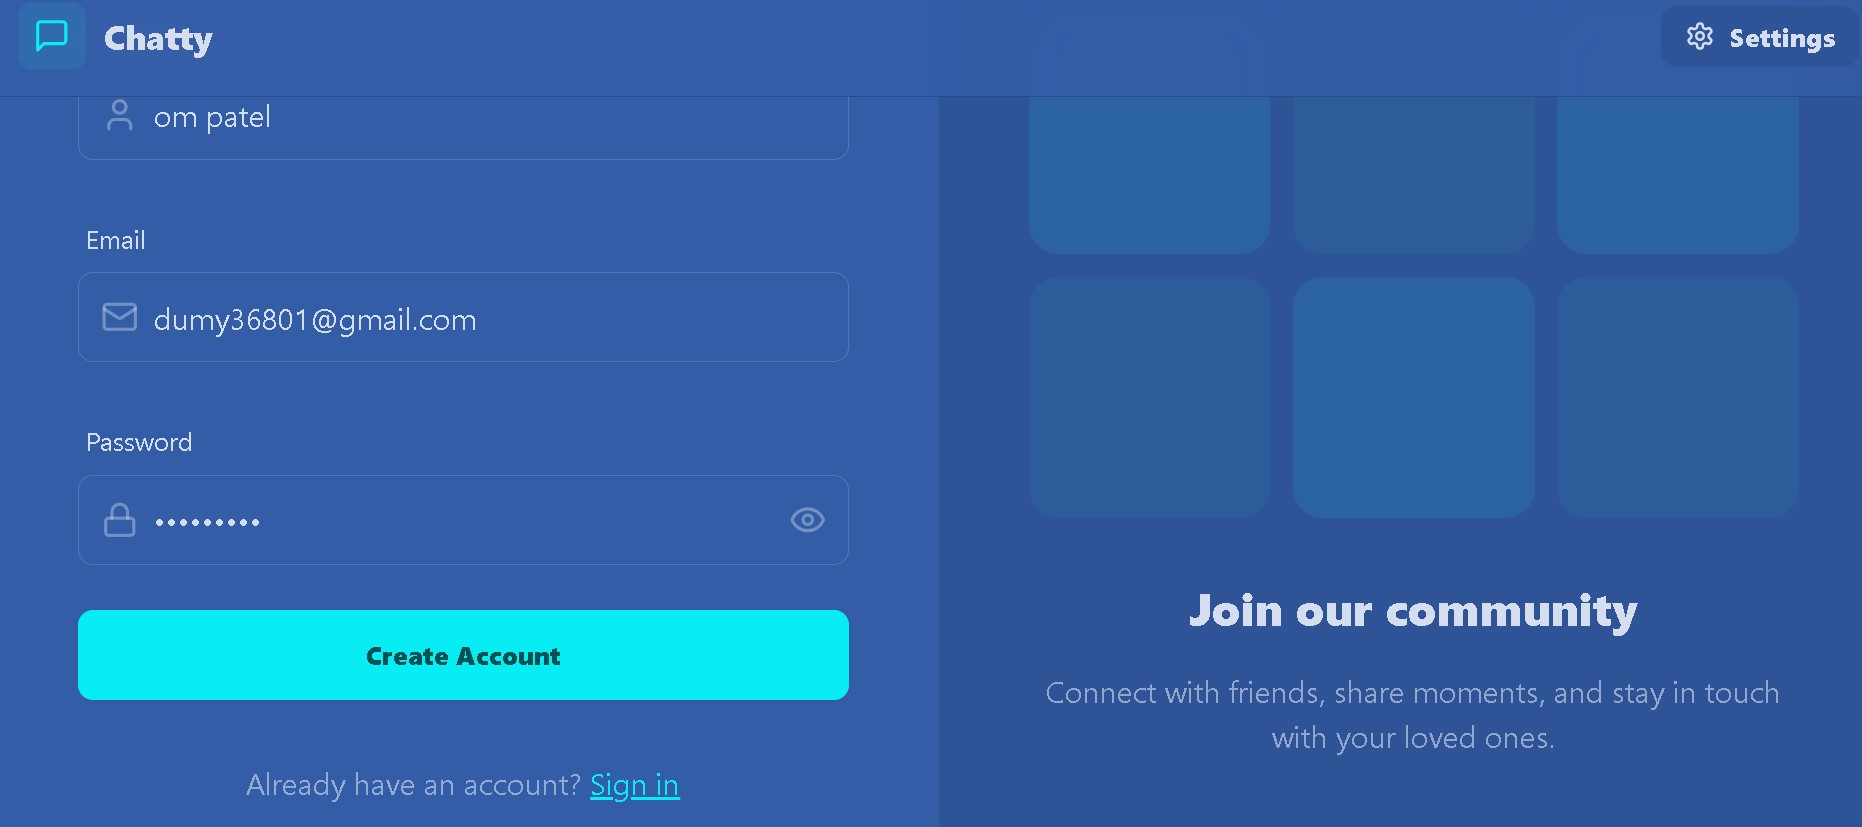 Chatty
Settings
om patel
Email
dumy36801@gmail.com
Password
•••••••••
Create Account
Already have an account? Sign in
Join our community
Connect with friends, share moments, and stay in touch
with your loved ones.